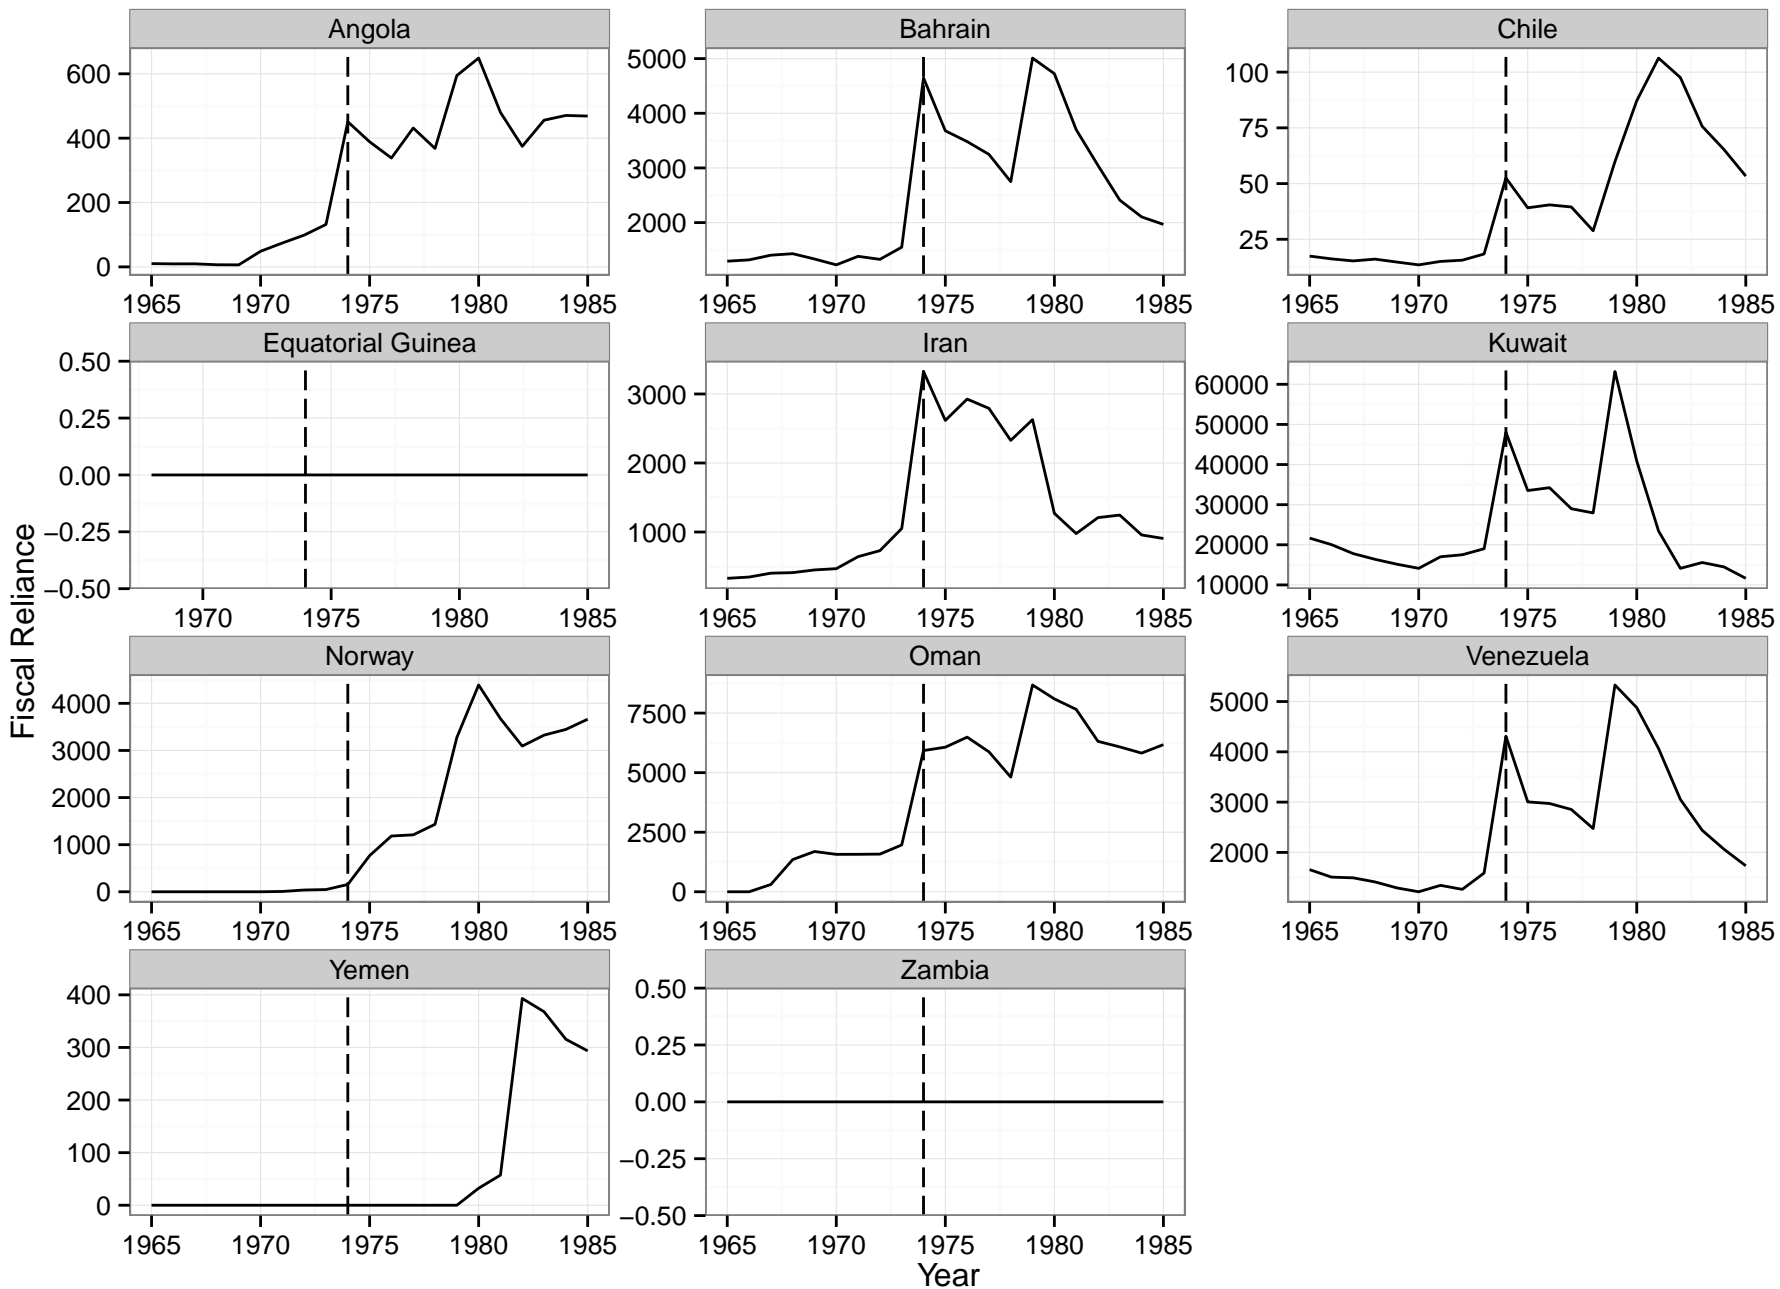 Angola Bahrain Chile
600 5000 100
400 4000 75
200 3000 50
0 2000 25
1965 1970 1975 1980 1985 1965 1970 1975 1980 1985 1965 1970 1975 1980 1985
Equatorial Guinea Iran Kuwait
0.50 3000 60000
0.25 2000 50000
0.00 1000 40000
−0.25 30000
−0.50 20000
10000
1970 1975 1980 1985 1965 1970 1975 1980 1985 1965 1970 1975 1980 1985
Fiscal Reliance
Norway Oman Venezuela
4000 7500 5000
3000 5000 4000
2000 2500 3000
1000 0 2000
0
1965 1970 1975 1980 1985 1965 1970 1975 1980 1985 1965 1970 1975 1980 1985
Yemen Zambia
400 0.50
300 0.25
200 0.00
100 −0.25
0 −0.50
1965 1970 1975 1980 1985 1965 1970 1975 1980 1985
Year